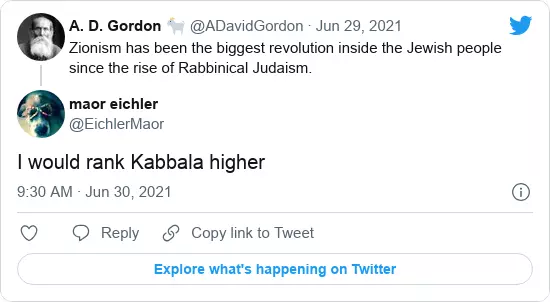 A. D. Gordon 🐐 @ADavidGordon · Jun 29, 2021
Zionism has been the biggest revolution inside the Jewish people
since the rise of Rabbinical Judaism.
maor eichler
@EichlerMaor
I would rank Kabbala higher
9:30 AM · Jun 30, 2021
Reply
Copy link to Tweet
Explore what's happening on Twitter